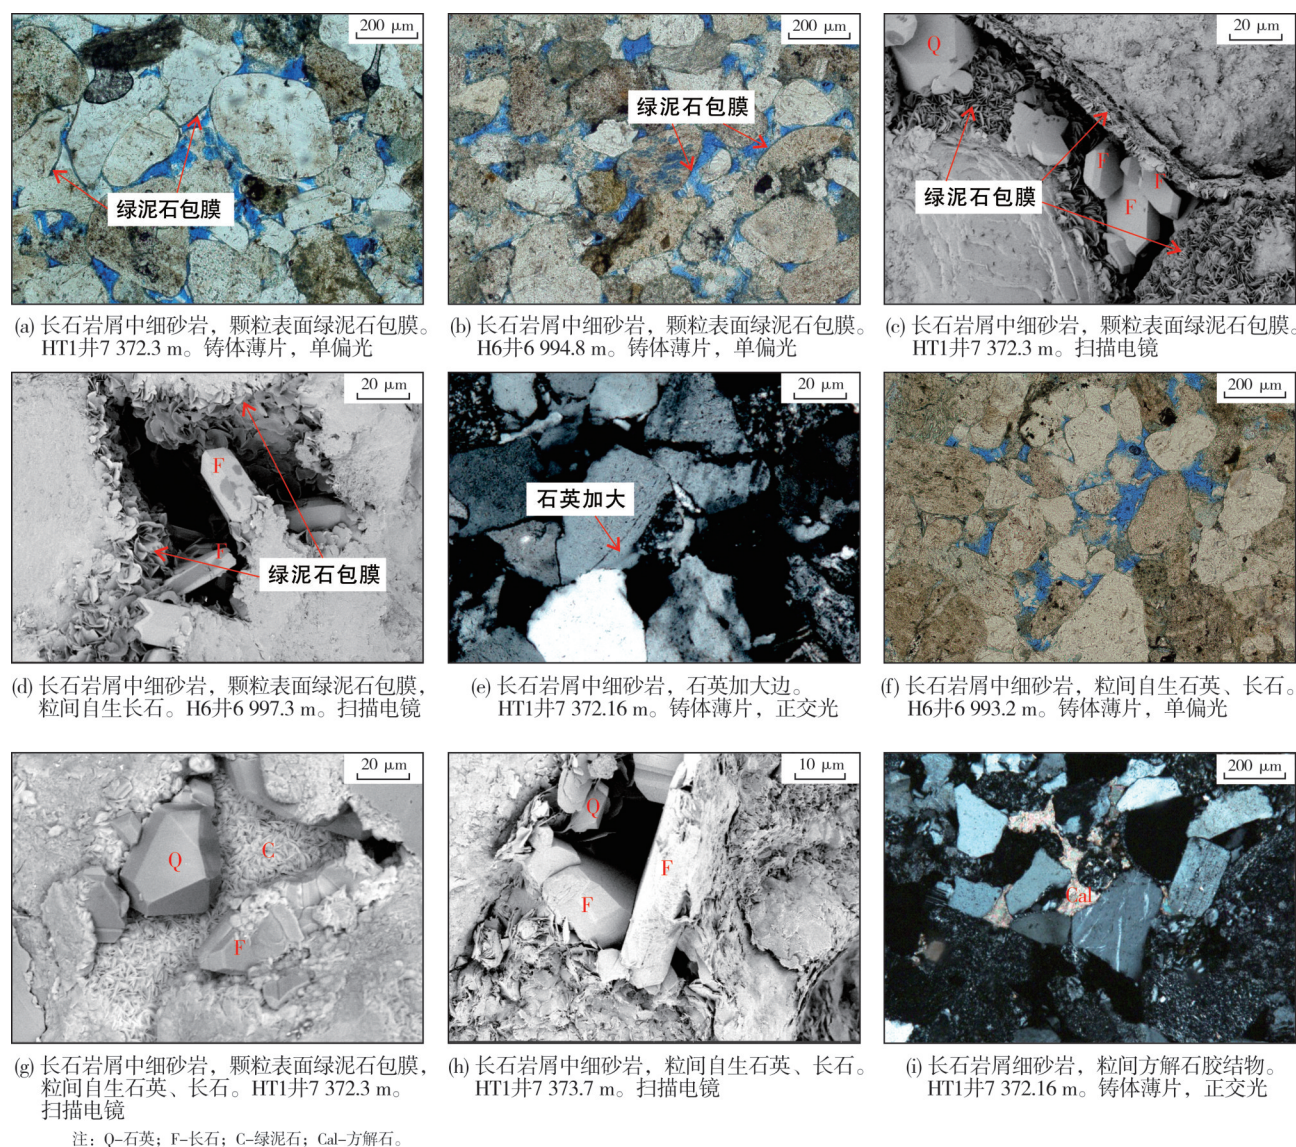 200 μm
绿泥石包膜
(a) 长石岩屑中细砂岩，颗粒表面绿泥石包膜。
HT1井7 372.3 m。铸体薄片，单偏光
200 μm
绿泥石包膜
(b) 长石岩屑中细砂岩，颗粒表面绿泥石包膜。
H6井6 994.8 m。铸体薄片，单偏光
20 μm
Q
F
F
F
绿泥石包膜
(c) 长石岩屑中细砂岩，颗粒表面绿泥石包膜。
HT1井7 372.3 m。扫描电镜
20 μm
F
F
绿泥石包膜
(d) 长石岩屑中细砂岩，颗粒表面绿泥石包膜，
粒间自生长石。H6井6 997.3 m。扫描电镜
20 μm
石英加大
(e) 长石岩屑中细砂岩，石英加大边。
HT1井7 372.16 m。铸体薄片，正交光
200 μm
(f) 长石岩屑中细砂岩，粒间自生石英、长石。
H6井6 993.2 m。铸体薄片，单偏光
20 μm
Q
C
F
(g) 长石岩屑中细砂岩，颗粒表面绿泥石包膜，
粒间自生石英、长石。HT1井7 372.3 m。
扫描电镜
10 μm
Q
F
F
(h) 长石岩屑中细砂岩，粒间自生石英、长石。
HT1井7 373.7 m。扫描电镜
200 μm
Cal
(i) 长石岩屑细砂岩，粒间方解石胶结物。
HT1井7 372.16 m。铸体薄片，正交光
注：Q-石英；F-长石；C-绿泥石；Cal-方解石。